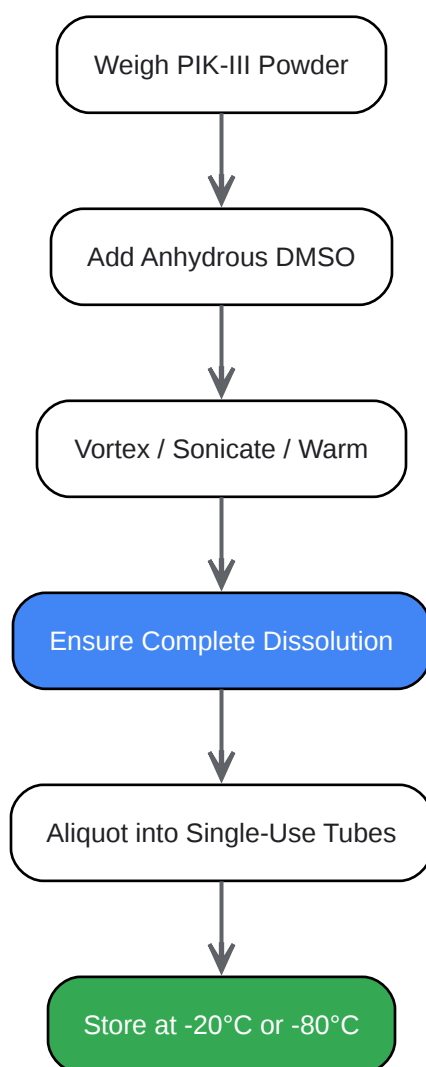 Weigh PIK-III Powder
Add Anhydrous DMSO
Vortex / Sonicate / Warm
Ensure Complete Dissolution
Aliquot into Single-Use Tubes
Store at -20°C or -80°C